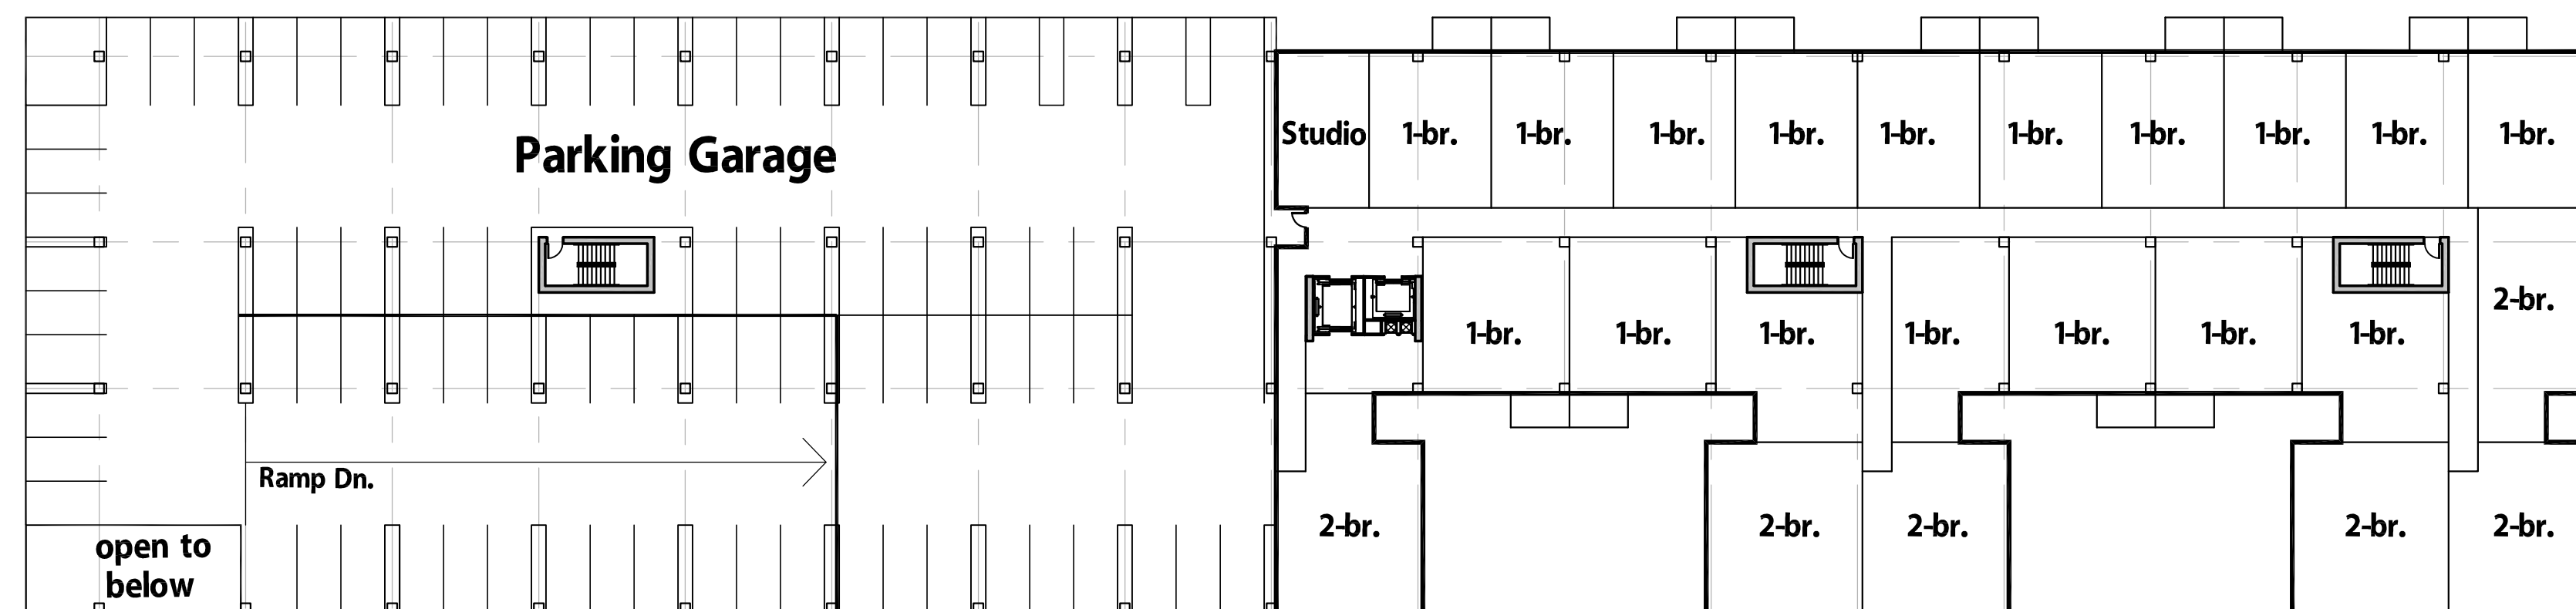 Parking Garage
Studio 1-br. 1-br. 1-br. 1-br. 1-br. 1-br. 1-br. 1-br. 1-br. 1-br.
2-br.
1-br. 1-br. 1-br. 1-br. 1-br. 1-br. 1-br.
Ramp Dn.
2-br. 2-br. 2-br. 2-br. 2-br.
open to
below